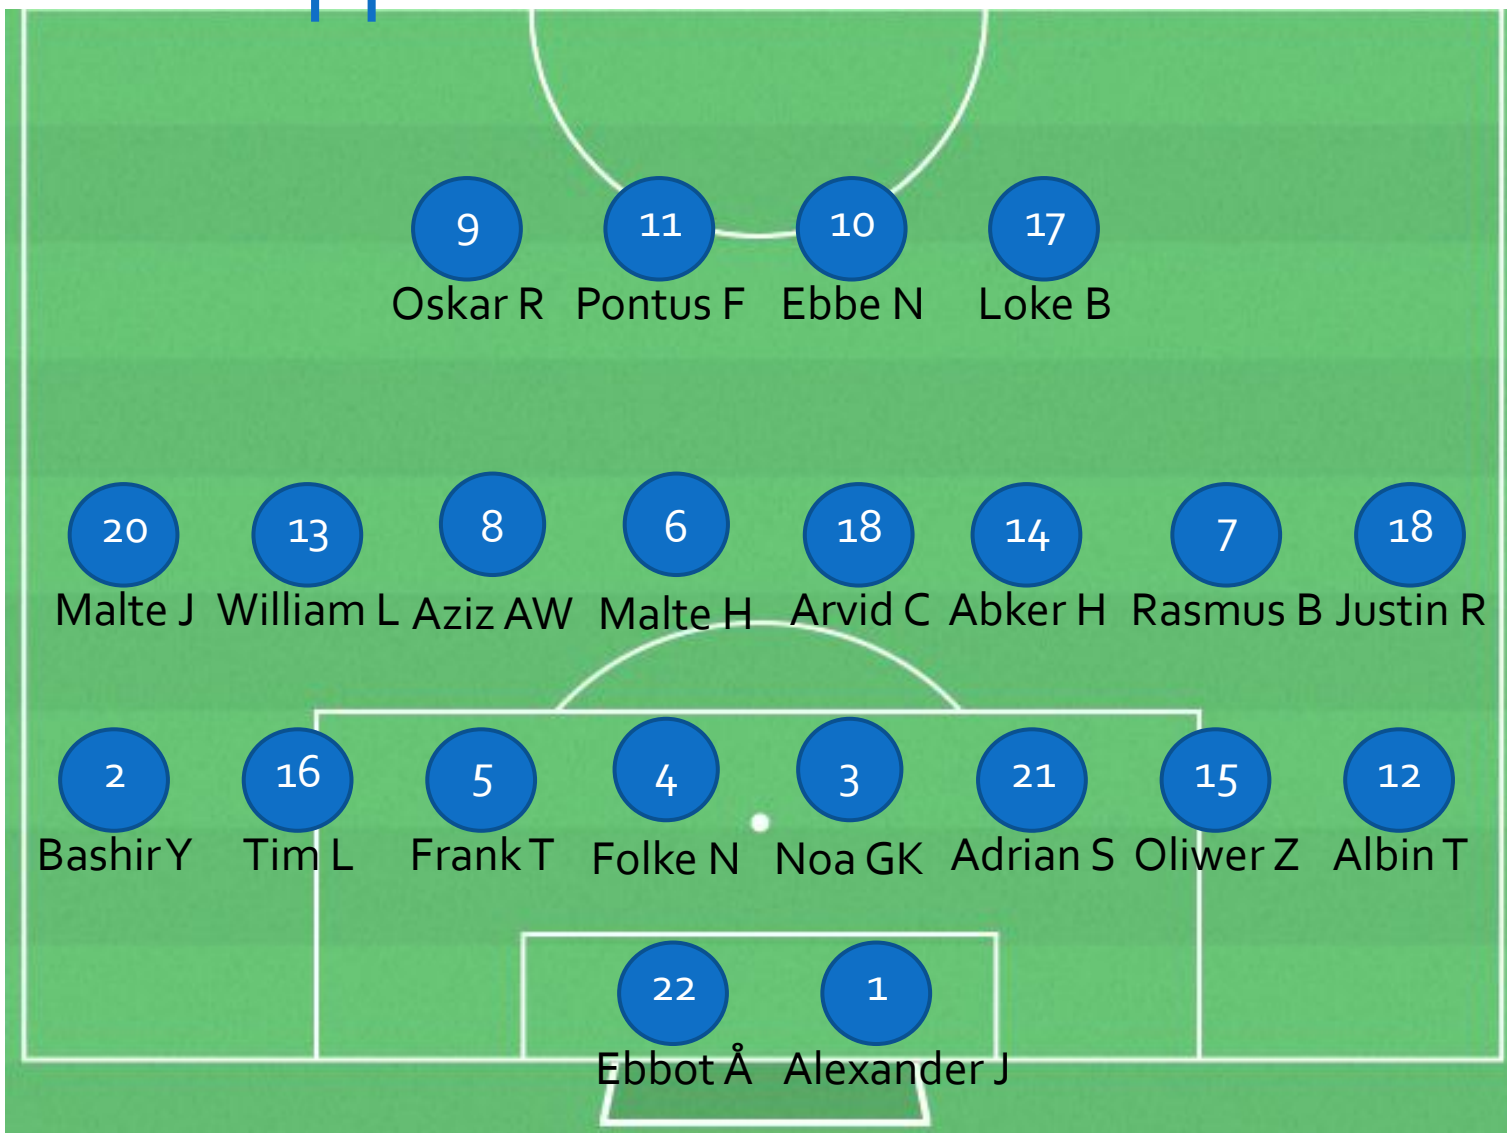 9 11 10 17
Oskar R Pontus F Ebbe N Loke B
20 13 8 6 18 14 7 18
Malte J William L Aziz AW Malte H Arvid C Abker H Rasmus B Justin R
2 16 5 4 3 21 15 12
Bashir Y Tim L Frank T Folke N Noa GK Adrian S Oliwer Z Albin T
22 1
Ebbot Å Alexander J